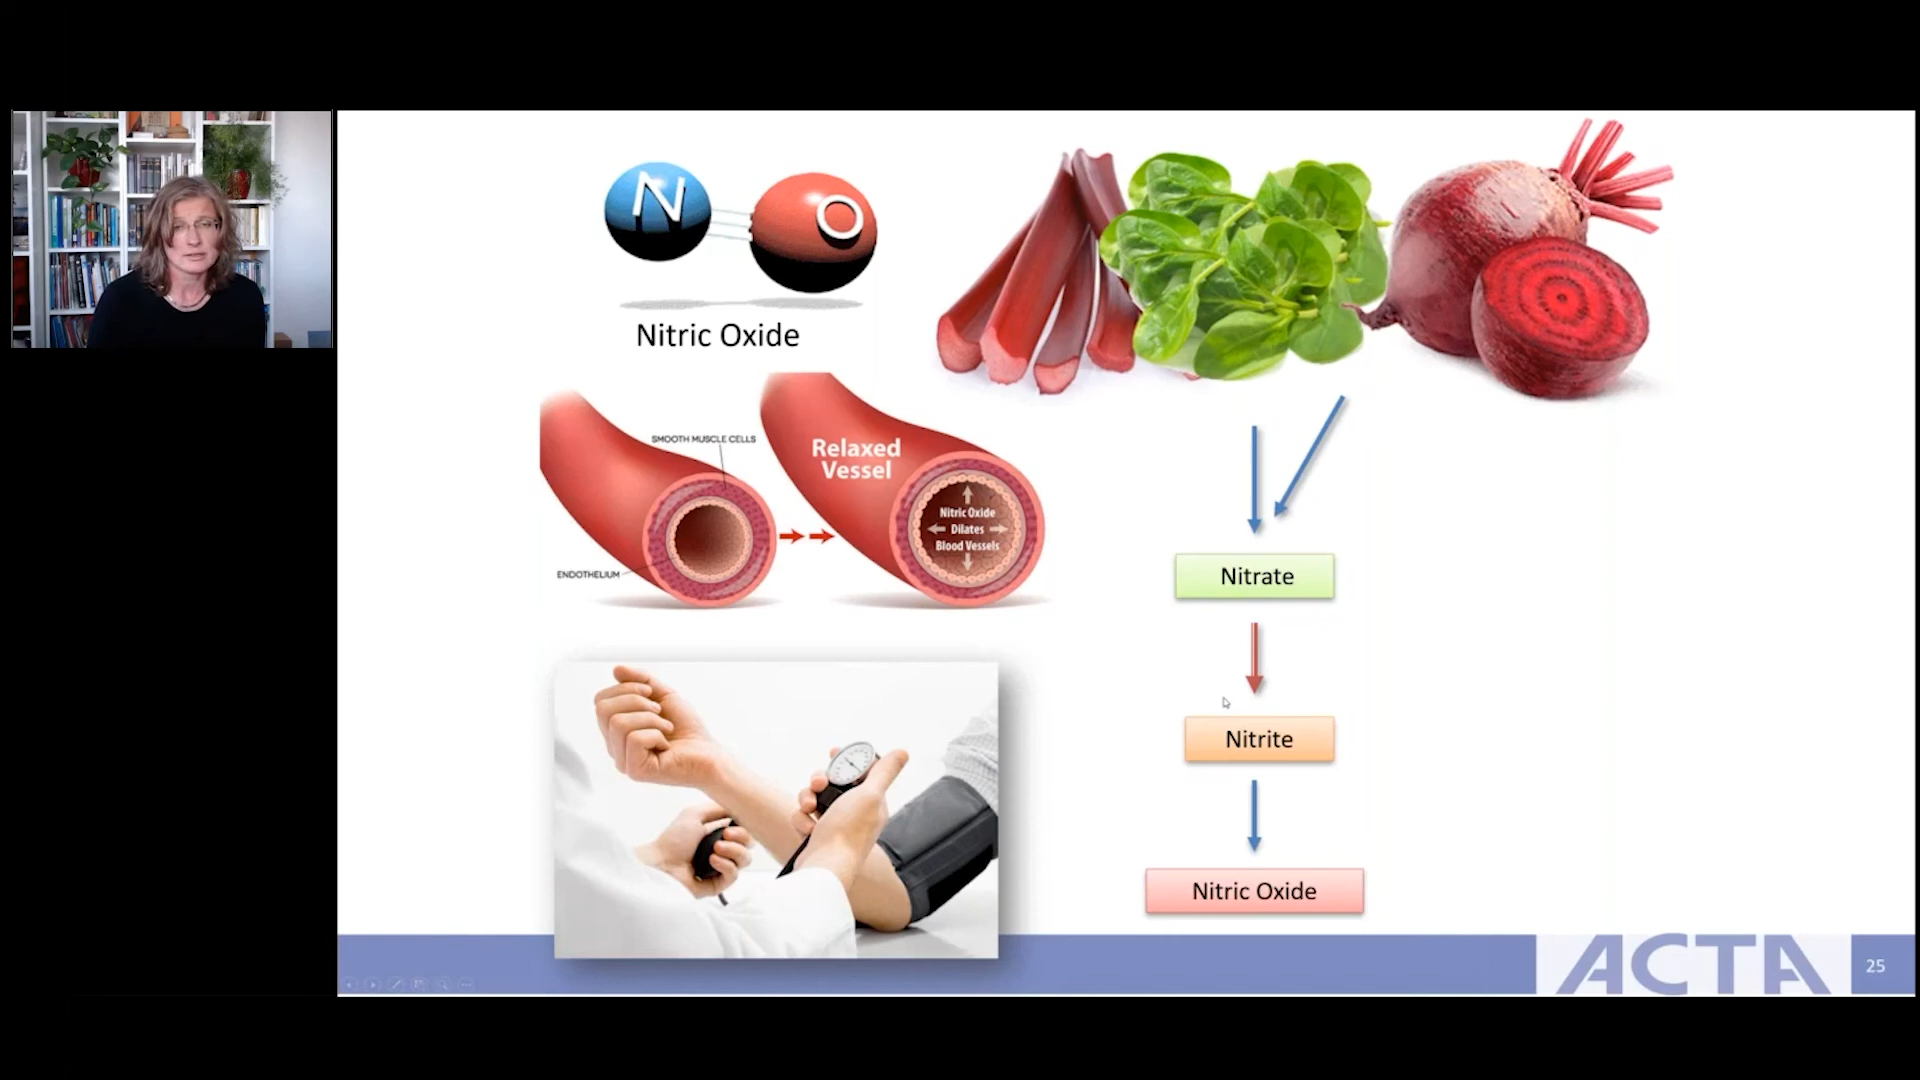 N
O
Nitric Oxide
SMOOTH MUSCLE CELLS
ENDOTHELIUM
Relaxed
Vessel
Nitric Oxide
Dilates
Blood Vessels
Nitrate
Nitrite
Nitric Oxide
ACTA
25